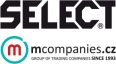 SELECT®
m mcompanies.cz
GROUP OF TRADING COMPANIES SINCE 1993